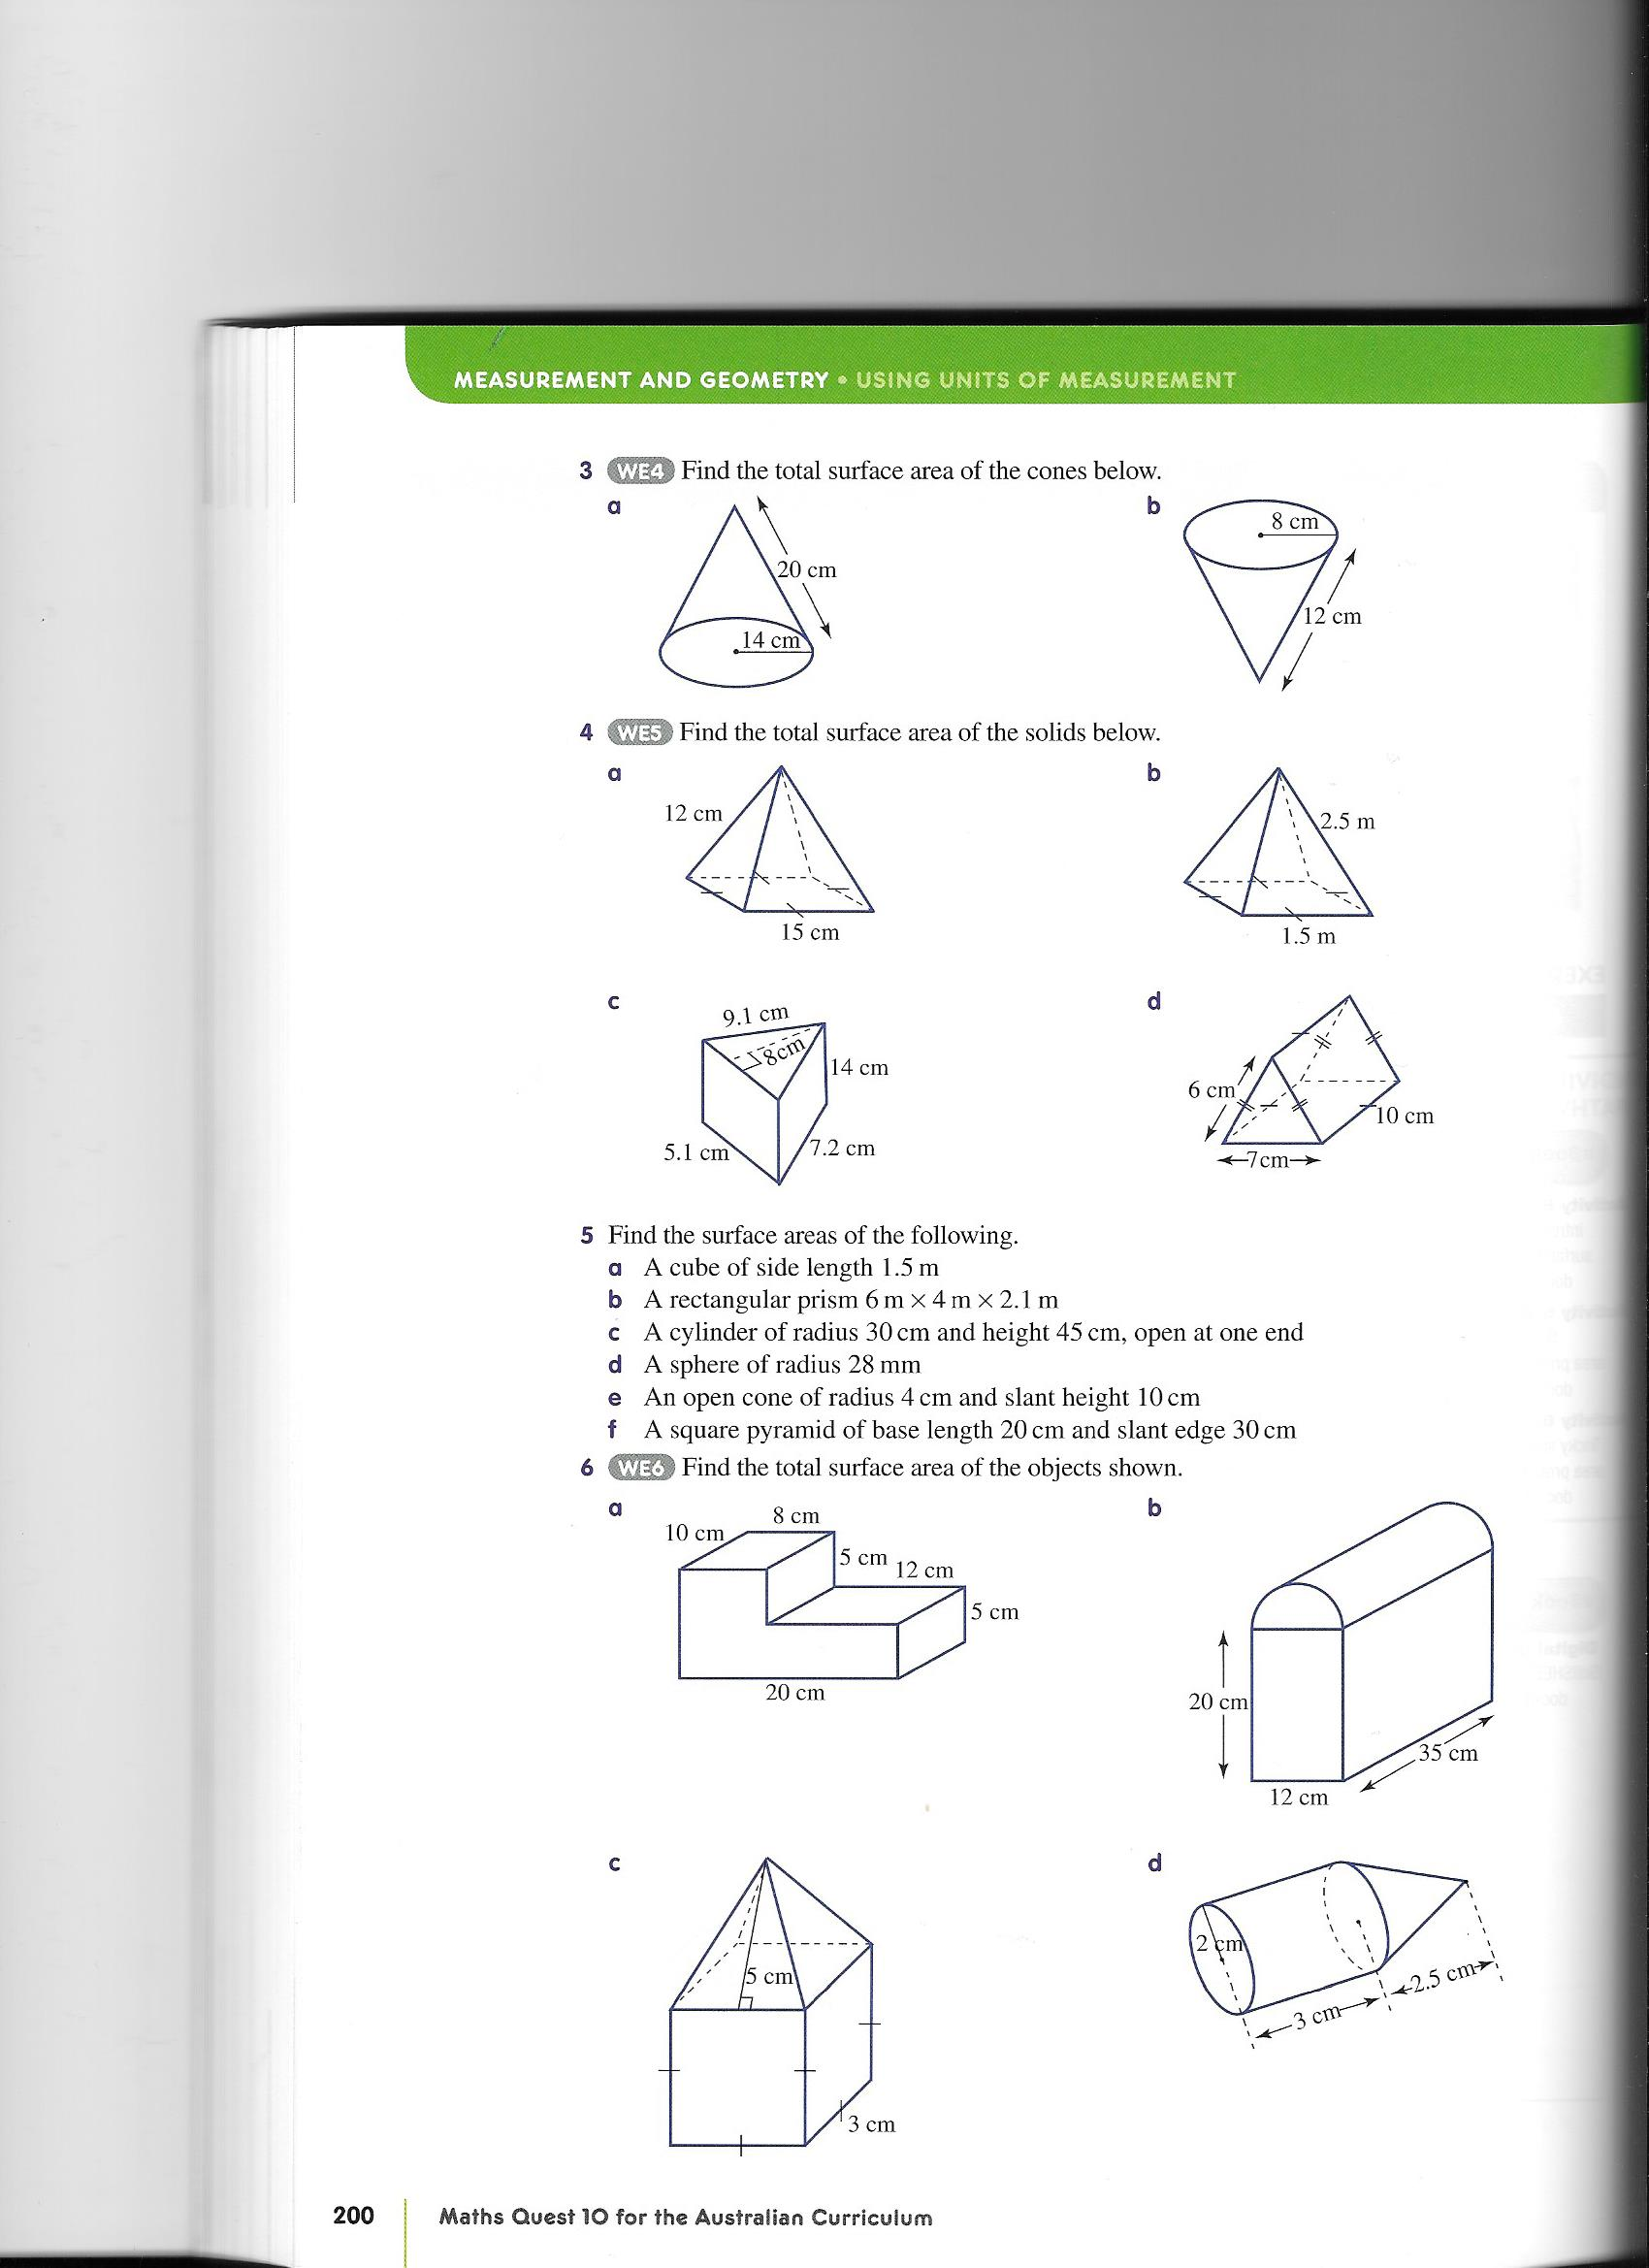 MEASUREMENT AND GEOMETRY • USING UNITS OF MEASUREMENT
3 WE4 Find the total surface area of the cones below.
a
20 cm
14 cm
b
8 cm
12 cm
4 WE5 Find the total surface area of the solids below.
a
12 cm
15 cm
b
2.5 m
1.5 m
c
9.1 cm
8cm
14 cm
5.1 cm
7.2 cm
d
6 cm
10 cm
7cm
5 Find the surface areas of the following.
a A cube of side length 1.5 m
b A rectangular prism 6 m × 4 m × 2.1 m
c A cylinder of radius 30 cm and height 45 cm, open at one end
d A sphere of radius 28 mm
e An open cone of radius 4 cm and slant height 10 cm
f A square pyramid of base length 20 cm and slant edge 30 cm
6 WE6 Find the total surface area of the objects shown.
a
8 cm
10 cm
5 cm
12 cm
5 cm
20 cm
b
20 cm
35 cm
12 cm
c
5 cm
3 cm
d
2 cm
2.5 cm
3 cm
200 Maths Quest 10 for the Australian Curriculum